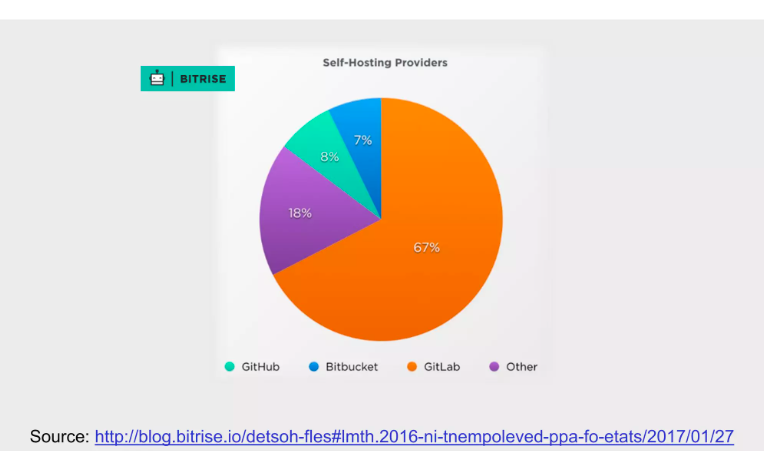 Self-Hosting Providers
BITRISE
7%
8%
18%
67%
GitHub Bitbucket GitLab Other
Source: http://blog.bitrise.io/detsoh-fles#lmth.2016-ni-tnempoleved-ppa-fo-etats/2017/01/27